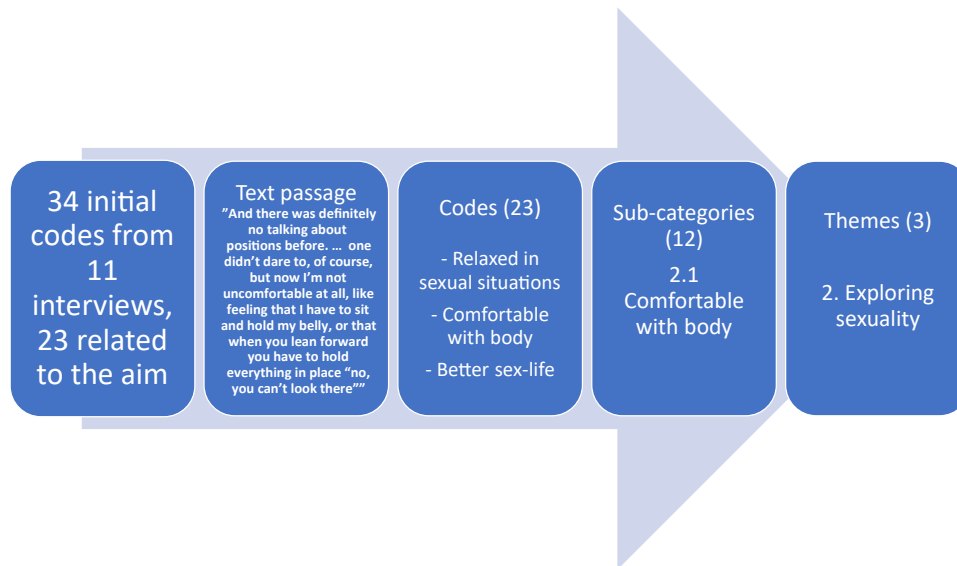 34 initial
codes from
11
interviews,
23 related
to the aim
Text passage
"And there was definitely
no talking about
positions before. ... one
didn't dare to, of course,
but now I'm not
uncomfortable at all, like
feeling that I have to sit
and hold my belly, or that
when you lean forward
you have to hold
everything in place "no,
you can't look there""
Codes (23)
- Relaxed in
sexual situations
- Comfortable
with body
- Better sex-life
Sub-categories
(12)
2.1
Comfortable
with body
Themes (3)
2. Exploring
sexuality